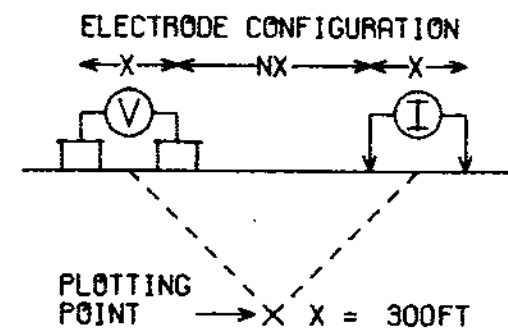 ELECTRODE CONFIGURATION
X NX X
V I
PLOTTING
POINT X X = 300FT